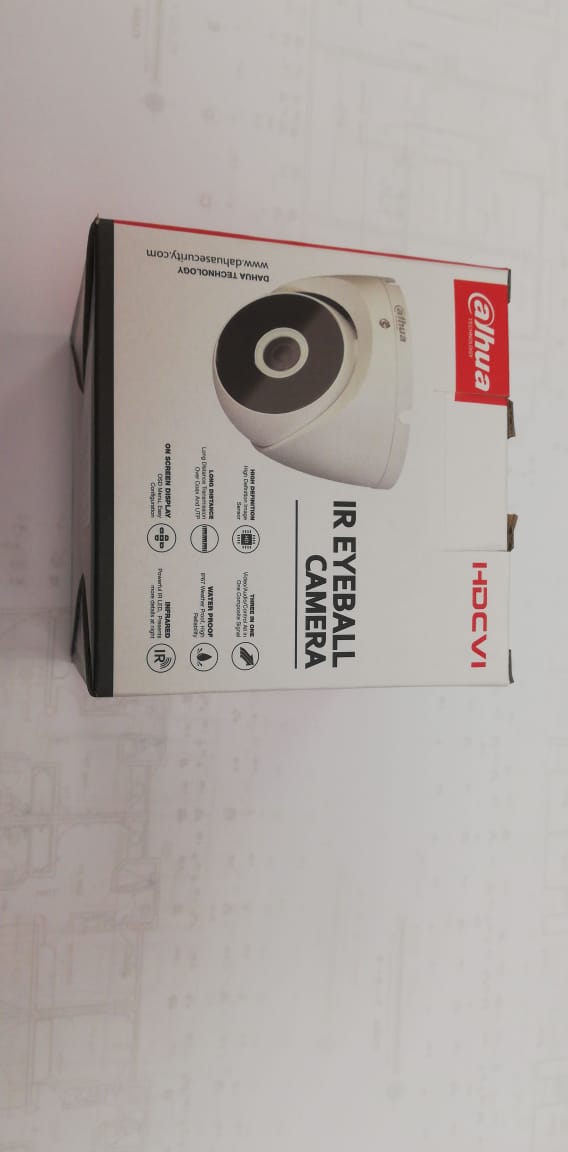 alhua
TECHNOLOGY
HDCVI
alhua
IR EYEBALL
CAMERA
HIGH DEFINITION
High Definition Image
Sensor
THREE IN ONE
Video/Audio/Control All in
One Composite Signal
LONG DISTANCE
Long Distance Transmission
Over Coax And UTP
WATER PROOF
IP67 Weather Proof, High
Reliability
ON SCREEN DISPLAY
OSD Menu, Easy
Configuration
INFRARED
Powerful IR LED, Presents
more details at night
HD
IR
DAHUA TECHNOLOGY
www.dahuasecurity.com